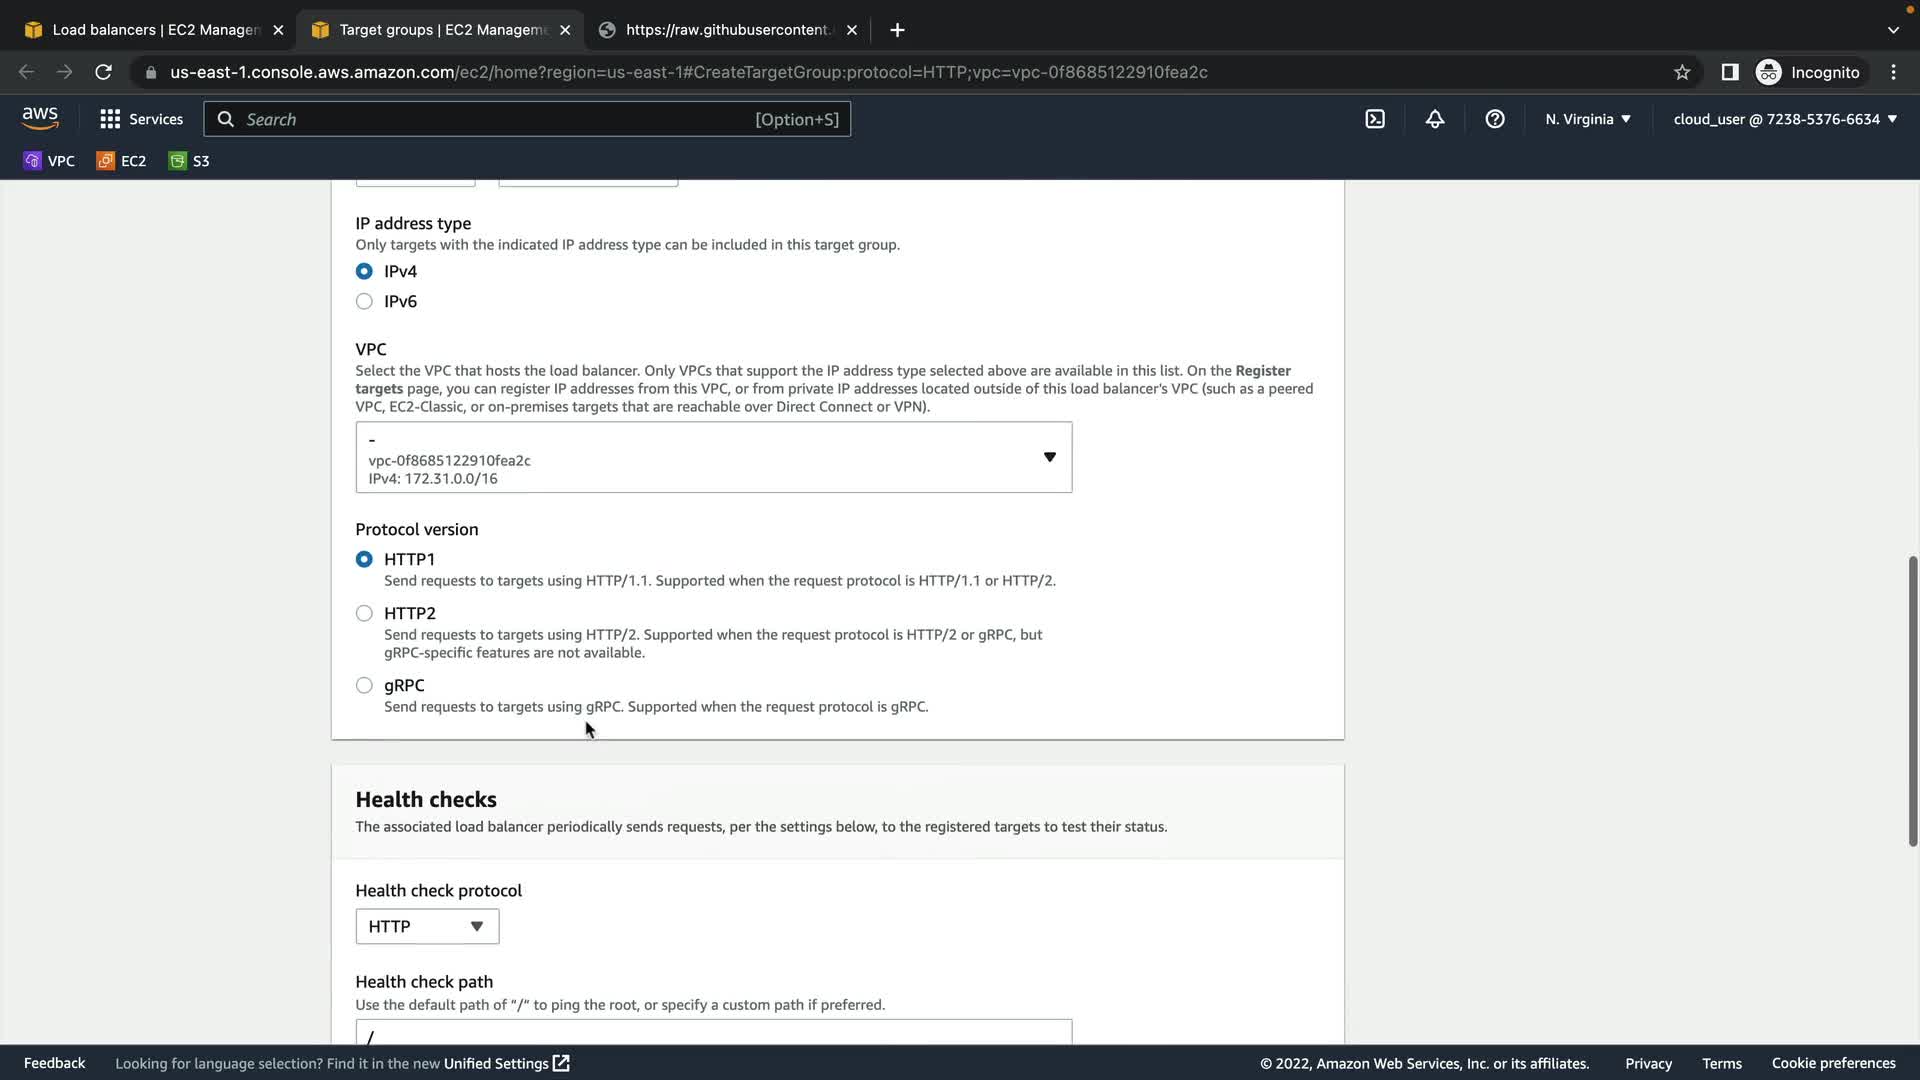 Load balancers | EC2 Managen
Target groups | EC2 Manageme
https://raw.githubusercontent.
us-east-1.console.aws.amazon.com/ec2/home?region=us-east-1#CreateTargetGroup:protocol=HTTP;vpc=vpc-0f8685122910fea2c
Incognito
aws
Services
Search
[Option+S]
N. Virginia
cloud_user @ 7238-5376-6634
VPC
EC2
S3
IP address type
Only targets with the indicated IP address type can be included in this target group.
IPv4
IPv6
VPC
Select the VPC that hosts the load balancer. Only VPCs that support the IP address type selected above are available in this list. On the Register
targets page, you can register IP addresses from this VPC, or from private IP addresses located outside of this load balancer's VPC (such as a peered
VPC, EC2-Classic, or on-premises targets that are reachable over Direct Connect or VPN).
-
vpc-0f8685122910fea2c
IPv4: 172.31.0.0/16
Protocol version
HTTP1
Send requests to targets using HTTP/1.1. Supported when the request protocol is HTTP/1.1 or HTTP/2.
HTTP2
Send requests to targets using HTTP/2. Supported when the request protocol is HTTP/2 or gRPC, but
gRPC-specific features are not available.
gRPC
Send requests to targets using gRPC. Supported when the request protocol is gRPC.
Health checks
The associated load balancer periodically sends requests, per the settings below, to the registered targets to test their status.
Health check protocol
HTTP
Health check path
Use the default path of "/" to ping the root, or specify a custom path if preferred.
/
Feedback
Looking for language selection? Find it in the new Unified Settings
© 2022, Amazon Web Services, Inc. or its affiliates.
Privacy
Terms
Cookie preferences